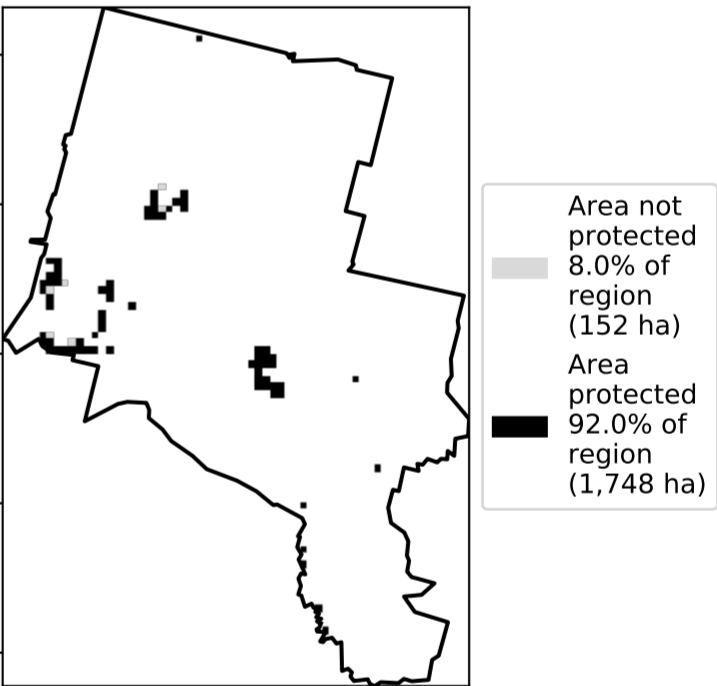 Area not
protected
8.0% of
region
(152 ha)
Area
protected
92.0% of
region
(1,748 ha)